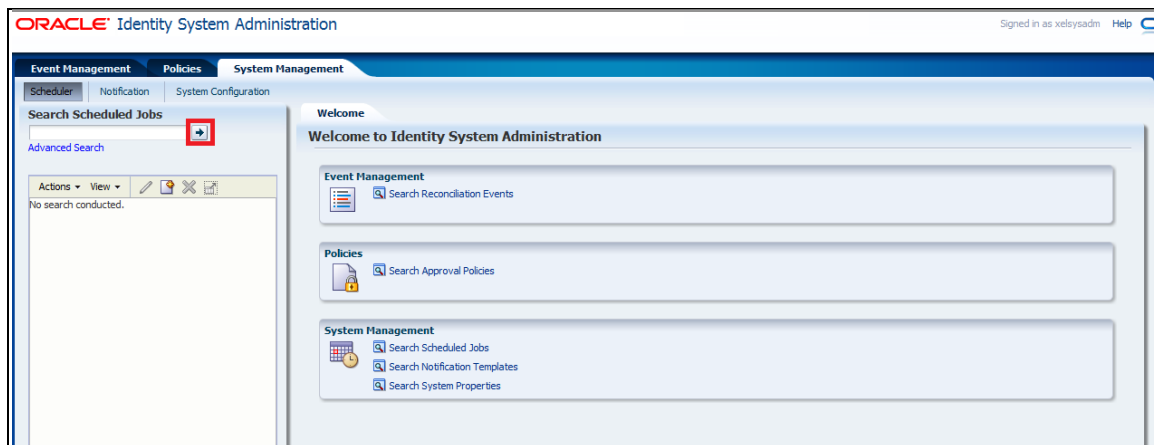 ORACLE Identity System Administration
Signed in as xelsysadm Help
Event Management Policies System Management
Scheduler Notification System Configuration
Search Scheduled Jobs
Advanced Search
Actions View
No search conducted.
Welcome
Welcome to Identity System Administration
Event Management
Search Reconciliation Events
Policies
Search Approval Policies
System Management
Search Scheduled Jobs
Search Notification Templates
Search System Properties